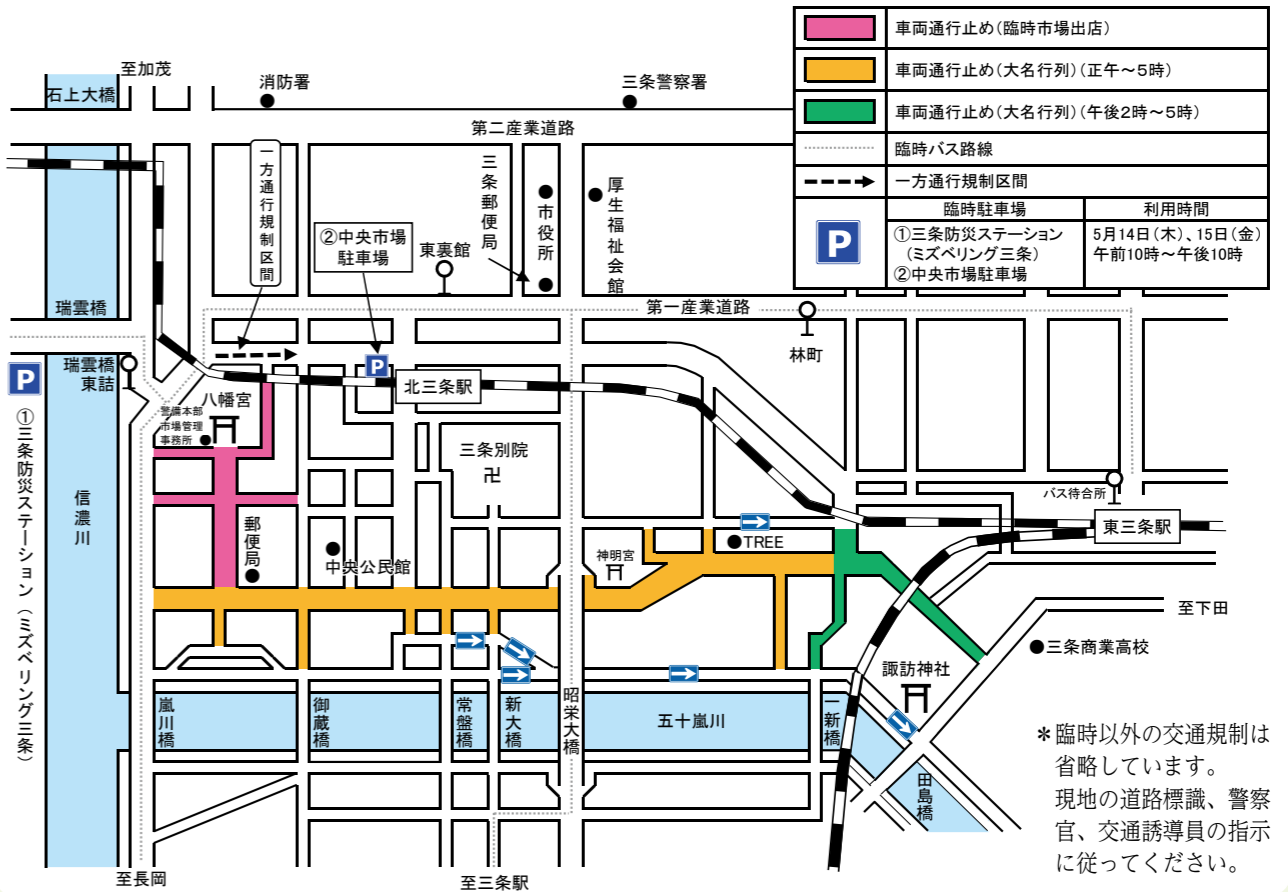 車両通行止め(臨時市場出店)
車両通行止め(大名行列)(正午～5時)
車両通行止め(大名行列)(午後2時～5時)
臨時バス路線
一方通行規制区間
P
臨時駐車場
利用時間
①三条防災ステーション
(ミズベリング三条)
②中央市場駐車場
5月14日(木)、15日(金)
午前10時～午後10時
至加茂
石上大橋
消防署
三条警察署
第二産業道路
一方通行規制区間
②中央市場
駐車場
東裏館
三条郵便局
市役所
厚生福祉会館
瑞雲橋
第一産業道路
林町
瑞雲橋
東詰
P
①三条防災ステーション(ミズベリング三条)
P
北三条駅
八幡宮
警備本部
市場管理
事務所
三条別院
卍
バス待合所
東三条駅
信濃川
郵便局
中央公民館
神明宮
TREE
至下田
三条商業高校
諏訪神社
嵐川橋
御蔵橋
常盤橋
新大橋
昭栄大橋
五十嵐川
一新橋
田島橋
至長岡
至三条駅
＊臨時以外の交通規制は
省略しています。
現地の道路標識、警察
官、交通誘導員の指示
に従ってください。